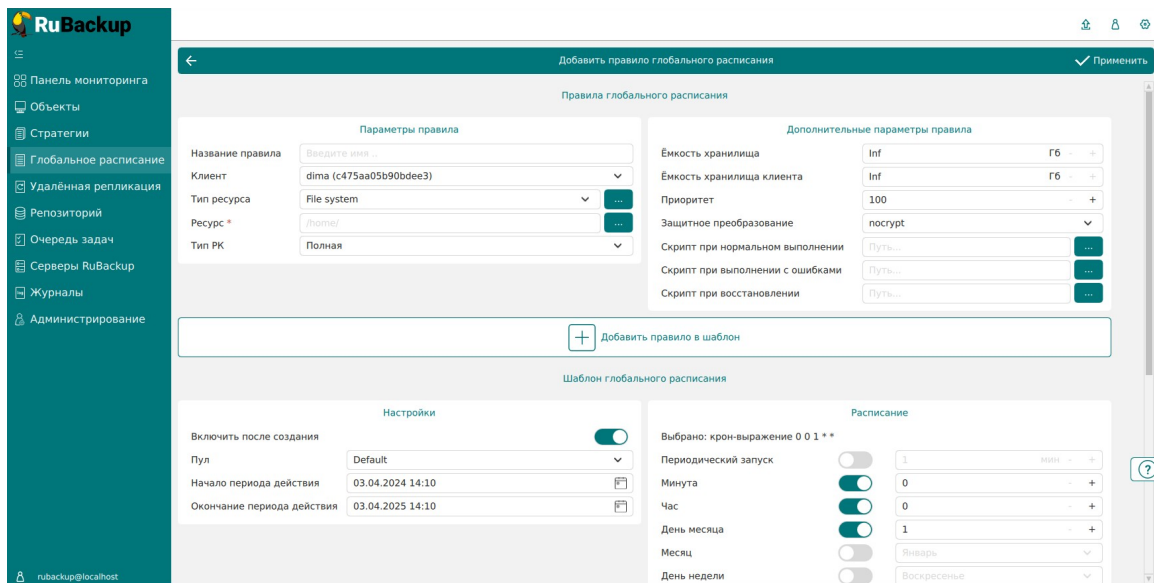 RuBackup
Панель мониторинга
Объекты
Стратегии
Глобальное расписание
Удалённая репликация
Репозиторий
Очередь задач
Серверы RuBackup
Журналы
Администрирование
rubackup@localhost
Добавить правило глобального расписания
Применить
Правила глобального расписания
Параметры правила
Название правила Введите имя ..
Клиент dima (c475aa05b90bdee3)
Тип ресурса File system ...
Ресурс * /home/ ...
Тип РК Полная
Дополнительные параметры правила
Ёмкость хранилища Inf Гб - +
Ёмкость хранилища клиента Inf Гб - +
Приоритет 100 - +
Защитное преобразование nocrypt
Скрипт при нормальном выполнении Путь... ...
Скрипт при выполнении с ошибками Путь... ...
Скрипт при восстановлении Путь... ...
+ Добавить правило в шаблон
Шаблон глобального расписания
Настройки
Включить после создания
Пул Default
Начало периода действия 03.04.2024 14:10
Окончание периода действия 03.04.2025 14:10
Расписание
Выбрано: крон-выражение 0 0 1 * *
Периодический запуск 1 мин - +
Минута 0 - +
Час 0 - +
День месяца 1 - +
Месяц Январь
День недели Воскресенье
?